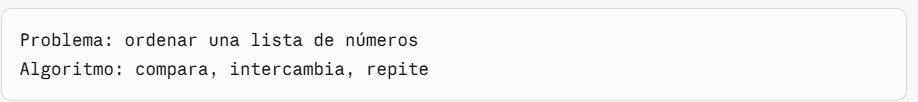 Problema: ordenar una lista de números
Algoritmo: compara, intercambia, repite